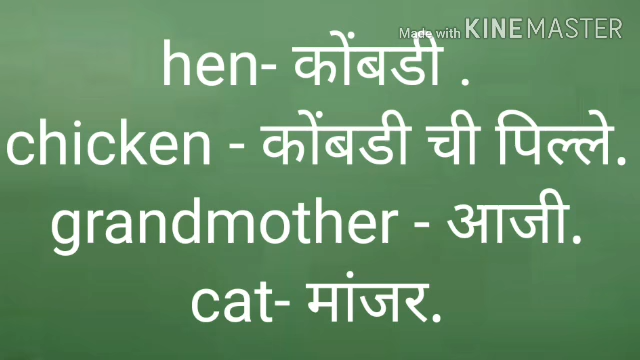 Made with KINEMASTER
hen- कोंबडी .
chicken - कोंबडी ची पिल्ले.
grandmother - आजी.
cat- मांजर.